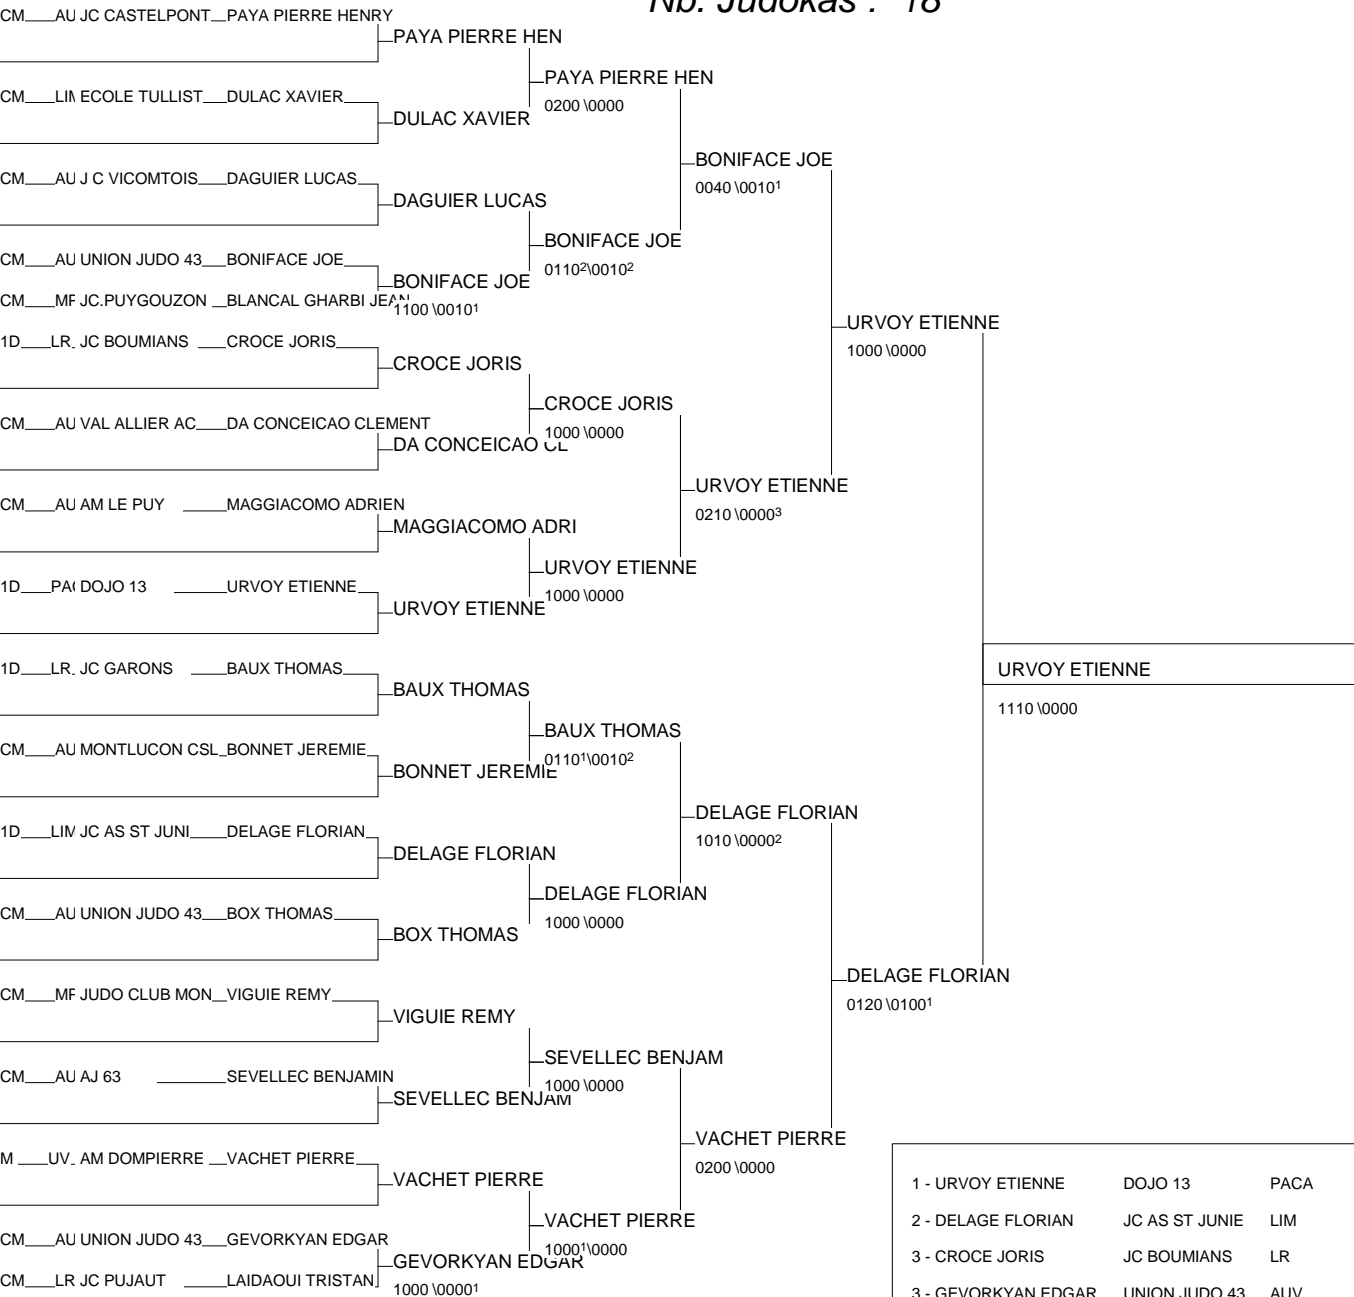 Nb. Judokas : 18
CM AU JC CASTELPONT PAYA PIERRE HENRY
PAYA PIERRE HEN
PAYA PIERRE HEN
0200 \0000
CM LIM ECOLE TULLIST DULAC XAVIER
DULAC XAVIER
BONIFACE JOE
0040 \0010¹
CM AU J C VICOMTOIS DAGUIER LUCAS
DAGUIER LUCAS
BONIFACE JOE
0110²\0010²
CM AU UNION JUDO 43 BONIFACE JOE
BONIFACE JOE
1100 \0010¹
CM MP JC.PUYGOUZON BLANCAL GHARBI JEAN
URVOY ETIENNE
1000 \0000
1D LR JC BOUMIANS CROCE JORIS
CROCE JORIS
CROCE JORIS
1000 \0000
CM AU VAL ALLIER AC DA CONCEICAO CLEMENT
DA CONCEICAO CL
URVOY ETIENNE
0210 \0000³
CM AU AM LE PUY MAGGIACOMO ADRIEN
MAGGIACOMO ADRI
URVOY ETIENNE
1000 \0000
1D PA DOJO 13 URVOY ETIENNE
URVOY ETIENNE
URVOY ETIENNE
1110 \0000
1D LR JC GARONS BAUX THOMAS
BAUX THOMAS
BAUX THOMAS
0110¹\0010²
CM AU MONTLUCON CSL BONNET JEREMIE
BONNET JEREMIE
DELAGE FLORIAN
1010 \0000²
1D LIM JC AS ST JUNI DELAGE FLORIAN
DELAGE FLORIAN
DELAGE FLORIAN
1000 \0000
CM AU UNION JUDO 43 BOX THOMAS
BOX THOMAS
DELAGE FLORIAN
0120 \0100¹
CM MP JUDO CLUB MON VIGUIE REMY
VIGUIE REMY
SEVELLEC BENJAM
1000 \0000
CM AU AJ 63 SEVELLEC BENJAMIN
SEVELLEC BENJAM
VACHET PIERRE
0200 \0000
M UV AM DOMPIERRE VACHET PIERRE
VACHET PIERRE
VACHET PIERRE
1000¹\0000
CM AU UNION JUDO 43 GEVORKYAN EDGAR
GEVORKYAN EDGAR
1000 \0000¹
CM LR JC PUJAUT LAIDAOUI TRISTAN
1 - URVOY ETIENNE DOJO 13 PACA
2 - DELAGE FLORIAN JC AS ST JUNIE LIM
3 - CROCE JORIS JC BOUMIANS LR
3 - GEVORKYAN EDGAR UNION JUDO 43 AUV